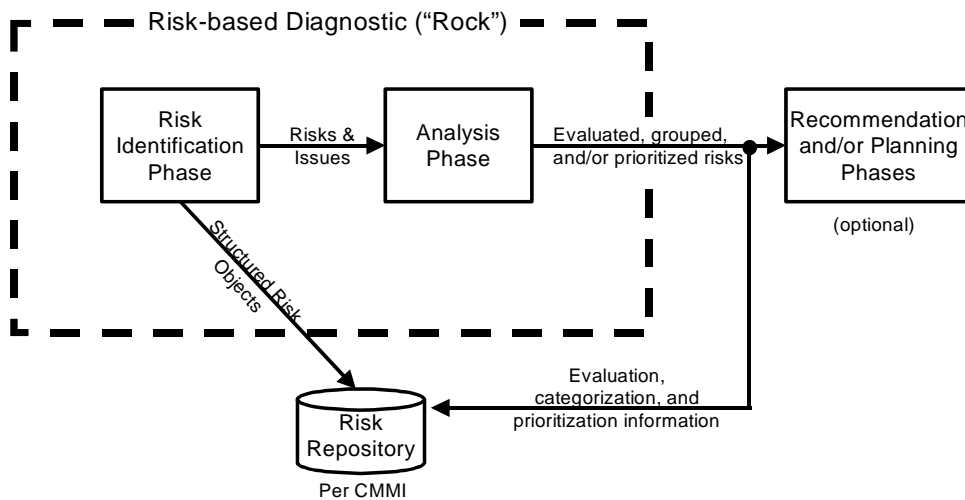 Risk-based Diagnostic (“Rock”)
Risk
Identification
Phase
Risks &
Issues
Analysis
Phase
Evaluated, grouped,
and/or prioritized risks
Recommendation
and/or Planning
Phases
(optional)
Structured Risk
Objects
Evaluation,
categorization, and
prioritization information
Risk
Repository
Per CMMI